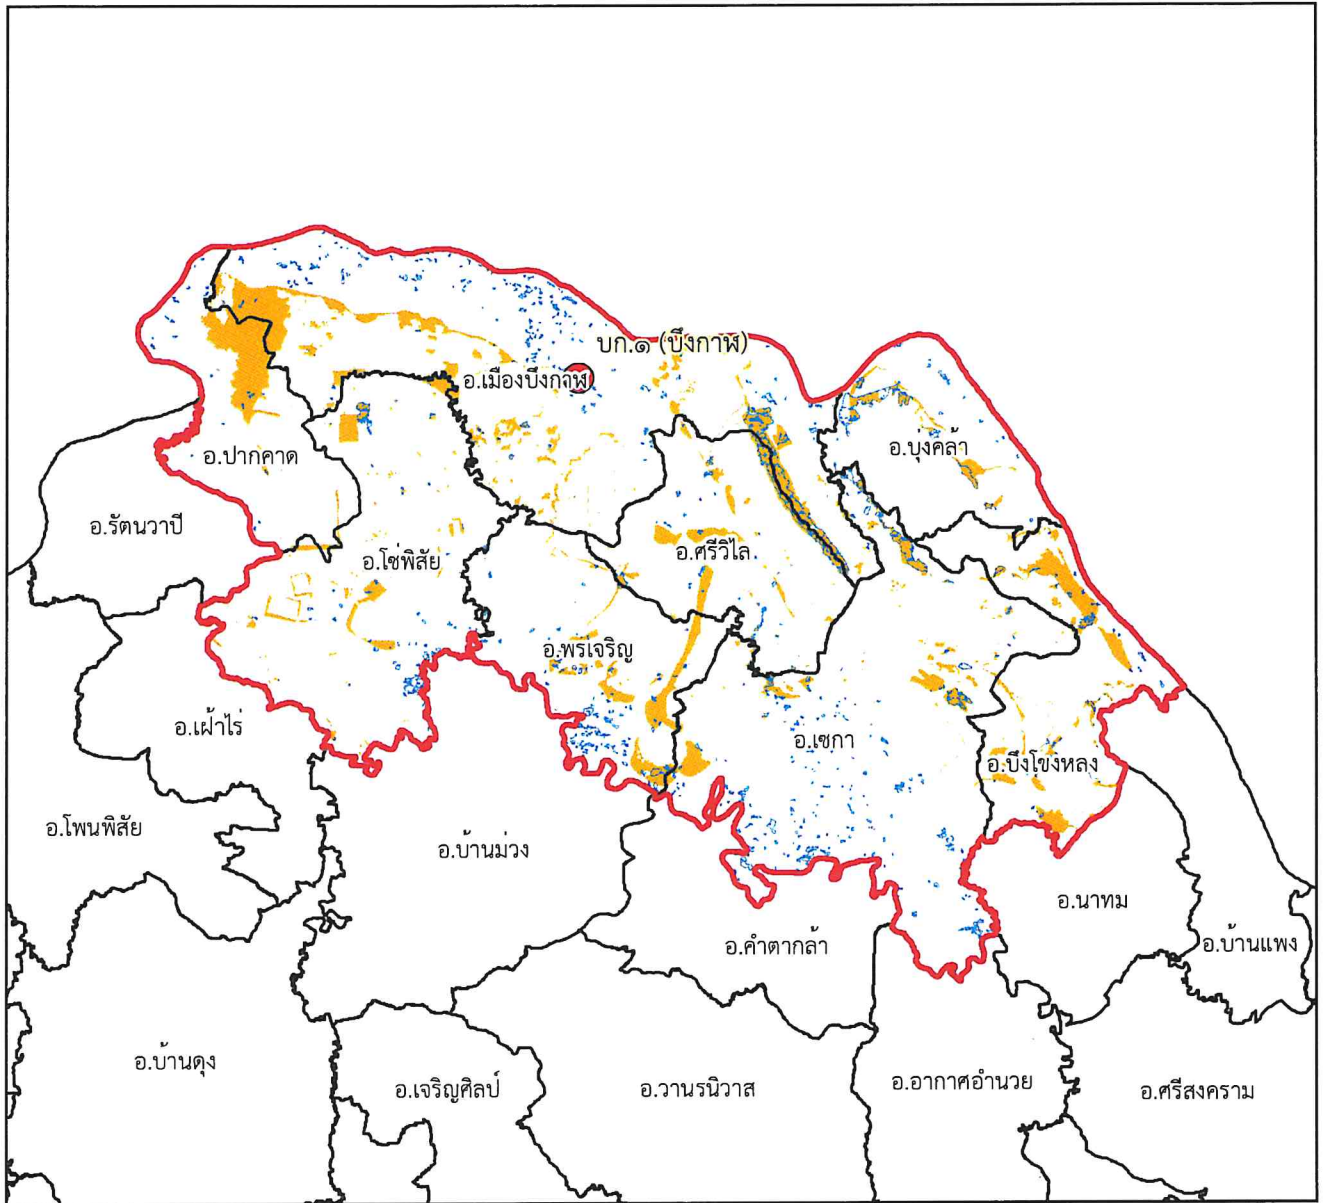 บก.๑ (บึงกาฬ)
อ.เมืองบึงกาฬ
อ.บุ่งคล้า
อ.ปากคาด
อ.รัตนวาปี
อ.ศรีวิไล
อ.โซ่พิสัย
อ.พรเจริญ
อ.เฝ้าไร่
อ.เซกา
อ.บึงโขงหลง
อ.โพนพิสัย
อ.บ้านม่วง
อ.นาทม
อ.คำตากล้า
อ.บ้านแพง
อ.บ้านดุง
อ.เจริญศิลป์
อ.วานรนิวาส
อ.อากาศอำนวย
อ.ศรีสงคราม